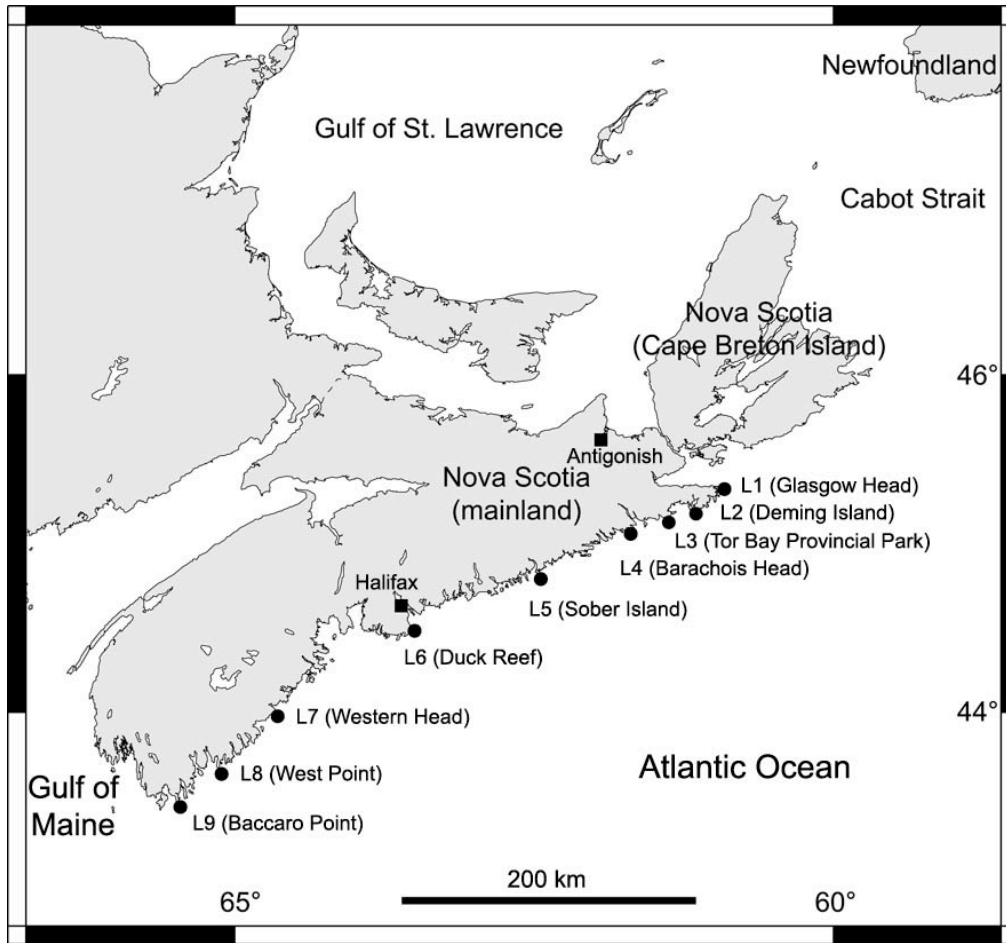 Newfoundland
Gulf of St. Lawrence
Cabot Strait
Nova Scotia
(Cape Breton Island)
46°
Antigonish
Nova Scotia
(mainland)
L1 (Glasgow Head)
L2 (Deming Island)
L3 (Tor Bay Provincial Park)
L4 (Barachois Head)
Halifax
L5 (Sober Island)
L6 (Duck Reef)
44°
L7 (Western Head)
Atlantic Ocean
L8 (West Point)
Gulf of
Maine
L9 (Baccaro Point)
200 km
65°
60°